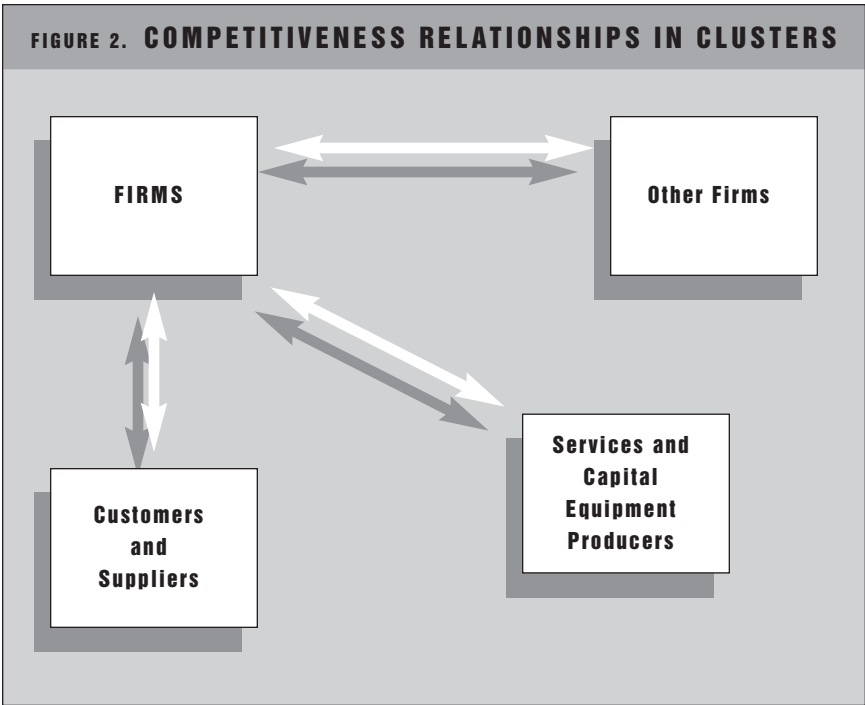 FIGURE 2. COMPETITIVENESS RELATIONSHIPS IN CLUSTERS
FIRMS
Other Firms
Services and
Capital
Equipment
Producers
Customers
and
Suppliers